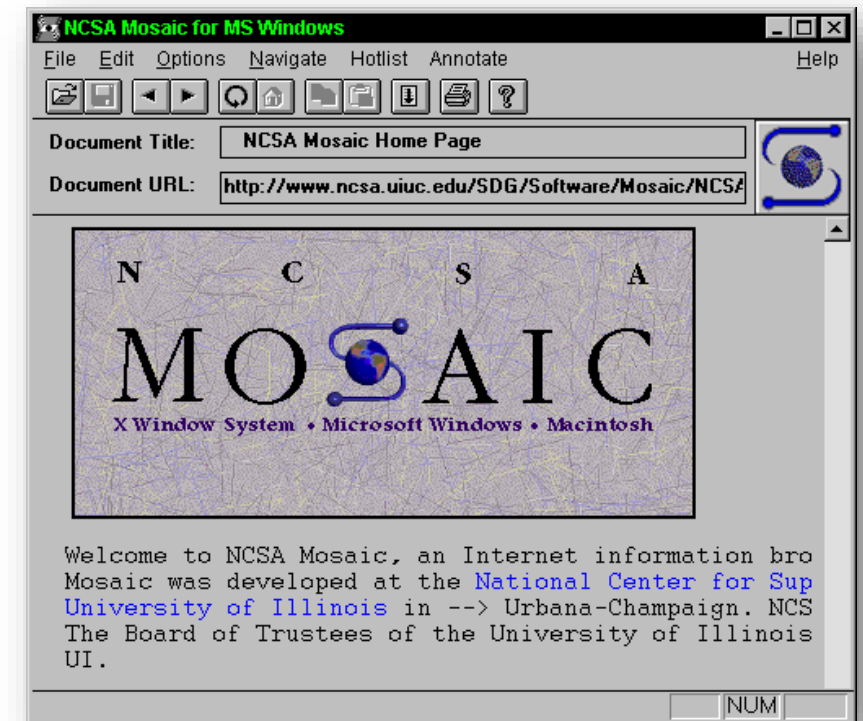 NCSA Mosaic for MS Windows
File Edit Options Navigate Hotlist Annotate Help
Document Title: NCSA Mosaic Home Page
Document URL: http://www.ncsa.uiuc.edu/SDG/Software/Mosaic/NCSA
N C S A
MOSAIC
X Window System • Microsoft Windows • Macintosh
Welcome to NCSA Mosaic, an Internet information bro
Mosaic was developed at the National Center for Sup
University of Illinois in --> Urbana-Champaign. NCS
The Board of Trustees of the University of Illinois
UI.
NUM